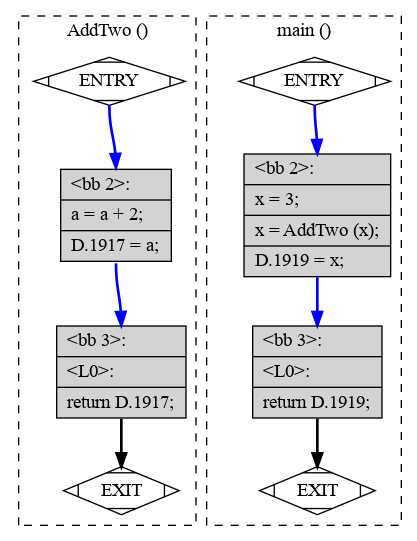 AddTwo ()
ENTRY
<bb 2>:
a = a + 2;
D.1917 = a;
<bb 3>:
<L0>:
return D.1917;
EXIT
main ()
ENTRY
<bb 2>:
x = 3;
x = AddTwo (x);
D.1919 = x;
<bb 3>:
<L0>:
return D.1919;
EXIT